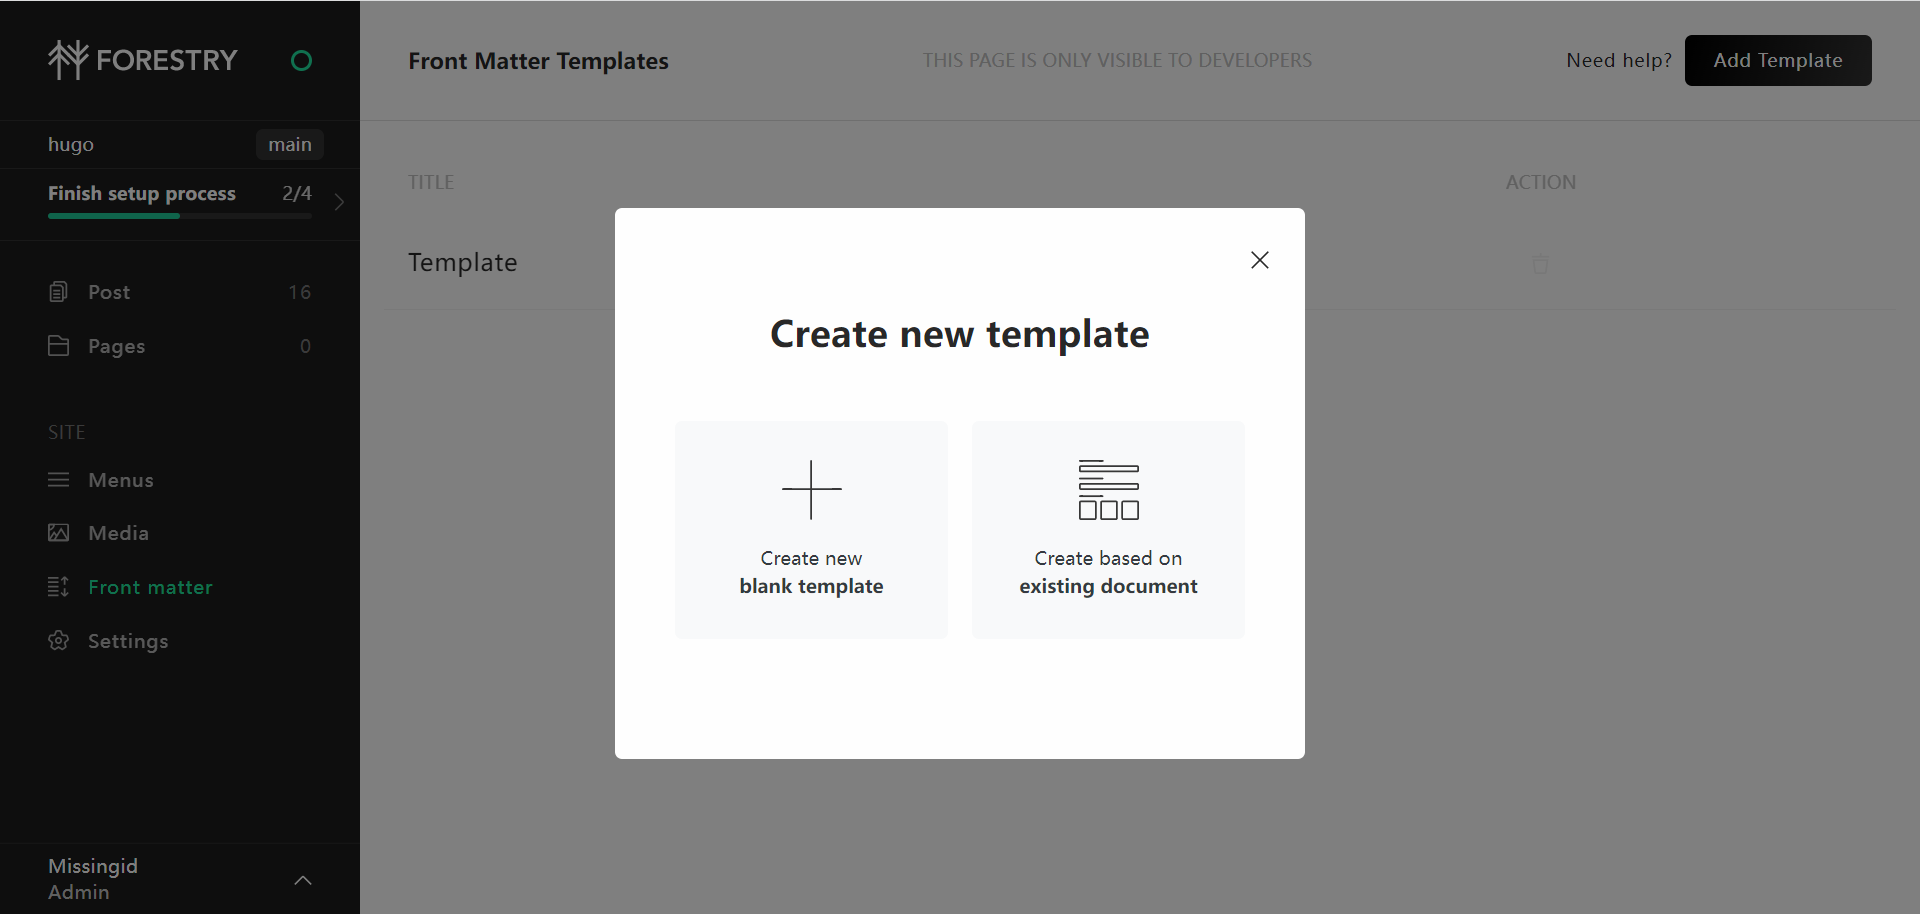 FORESTRY
hugo
main
Finish setup process 2/4
Post 16
Pages 0
SITE
Menus
Media
Front matter
Settings
Missingid
Admin
Front Matter Templates
THIS PAGE IS ONLY VISIBLE TO DEVELOPERS
Need help?
Add Template
TITLE
ACTION
Template
Create new template
Create new
blank template
Create based on
existing document